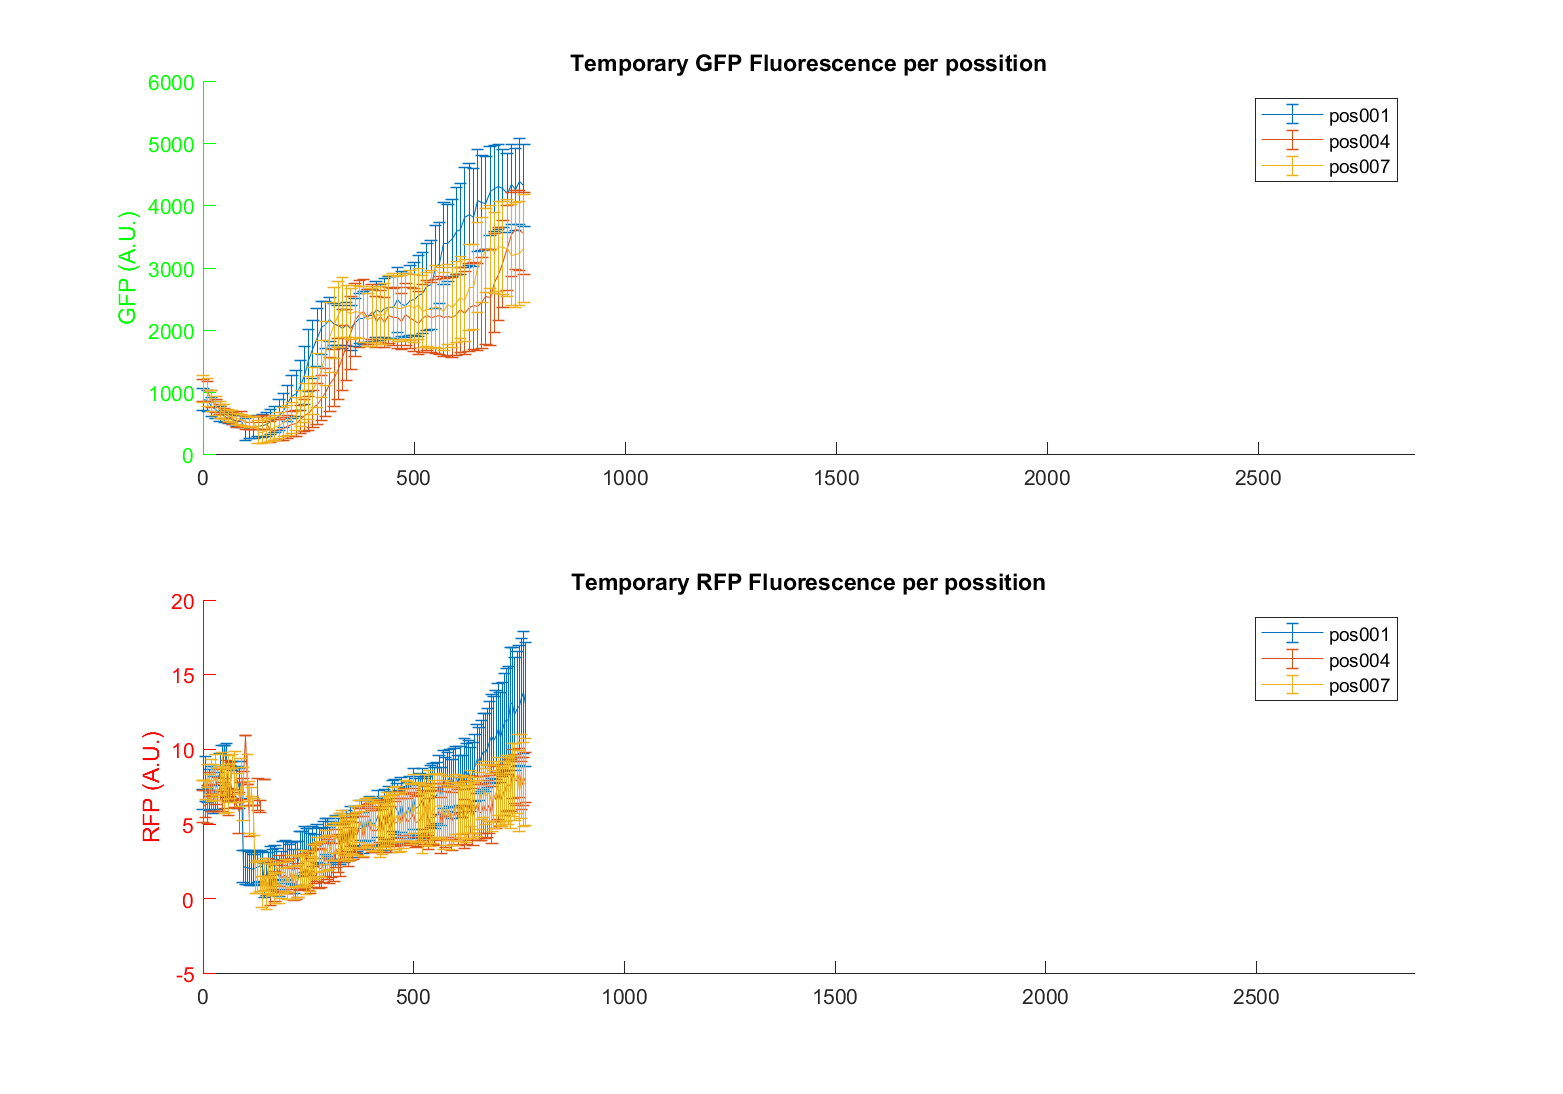 Temporary GFP Fluorescence per possition
6000
5000
4000
3000
2000
1000
0
GFP (A.U.)
pos001
pos004
pos007
0 500 1000 1500 2000 2500
Temporary RFP Fluorescence per possition
20
15
10
5
0
-5
RFP (A.U.)
pos001
pos004
pos007
0 500 1000 1500 2000 2500